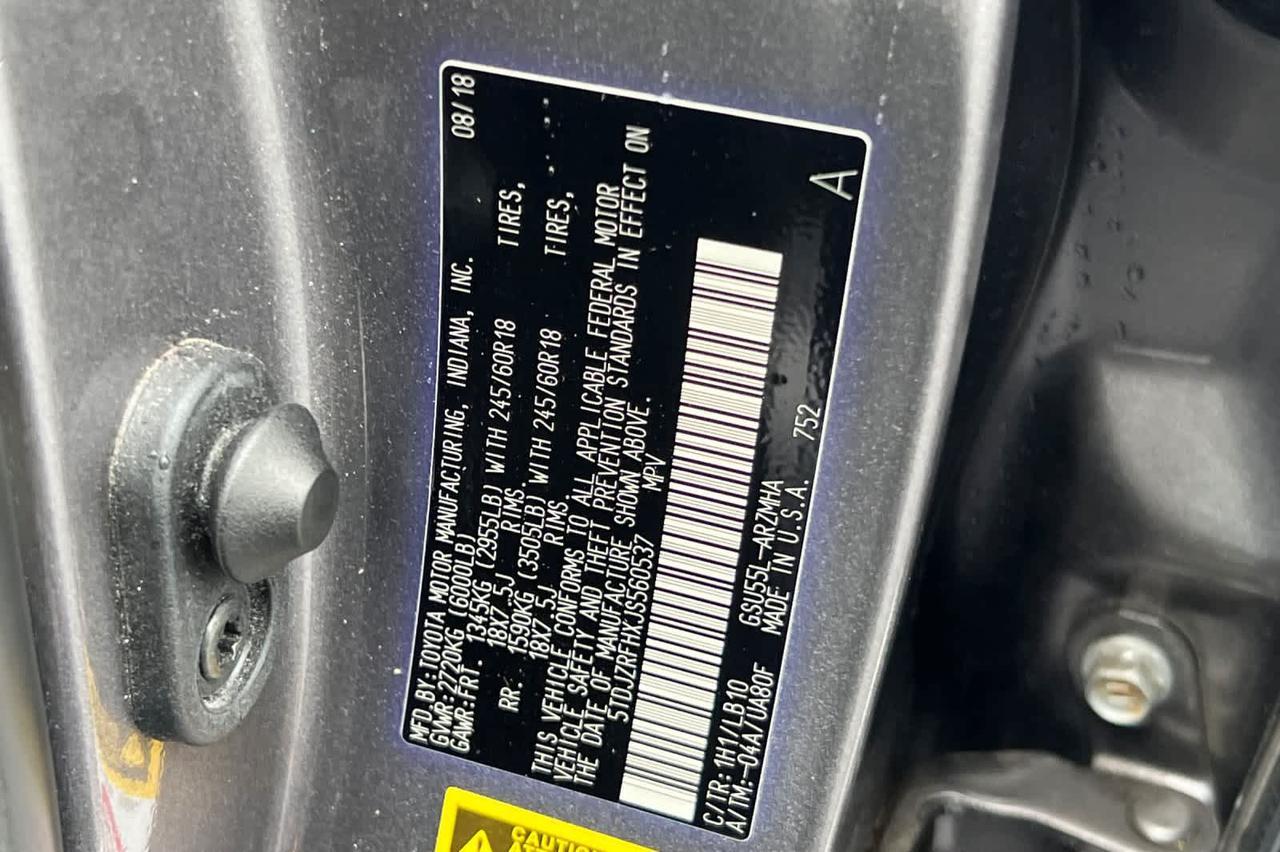 MFD.BY:TOYOTA MOTOR MANUFACTURING, INDIANA, INC. 08/18
GVWR:2720KG (6000LB)
GAWR:FRT. 1345KG (2955LB) WITH 245/60R18 TIRES,
18X7.5J RIMS.
RR. 1590KG (3505LB) WITH 245/60R18 TIRES,
18X7.5J RIMS.
THIS VEHICLE CONFORMS TO ALL APPLICABLE FEDERAL MOTOR
VEHICLE SAFETY AND THEFT PREVENTION STANDARDS IN EFFECT ON
THE DATE OF MANUFACTURE SHOWN ABOVE.
5TDJZRFHXJS560537 MPV
C/TR:1H1/LB10 GSU55L-ARZMHA 752
A/TM:-04A/UA80F MADE IN U.S.A.
A
CAUTION